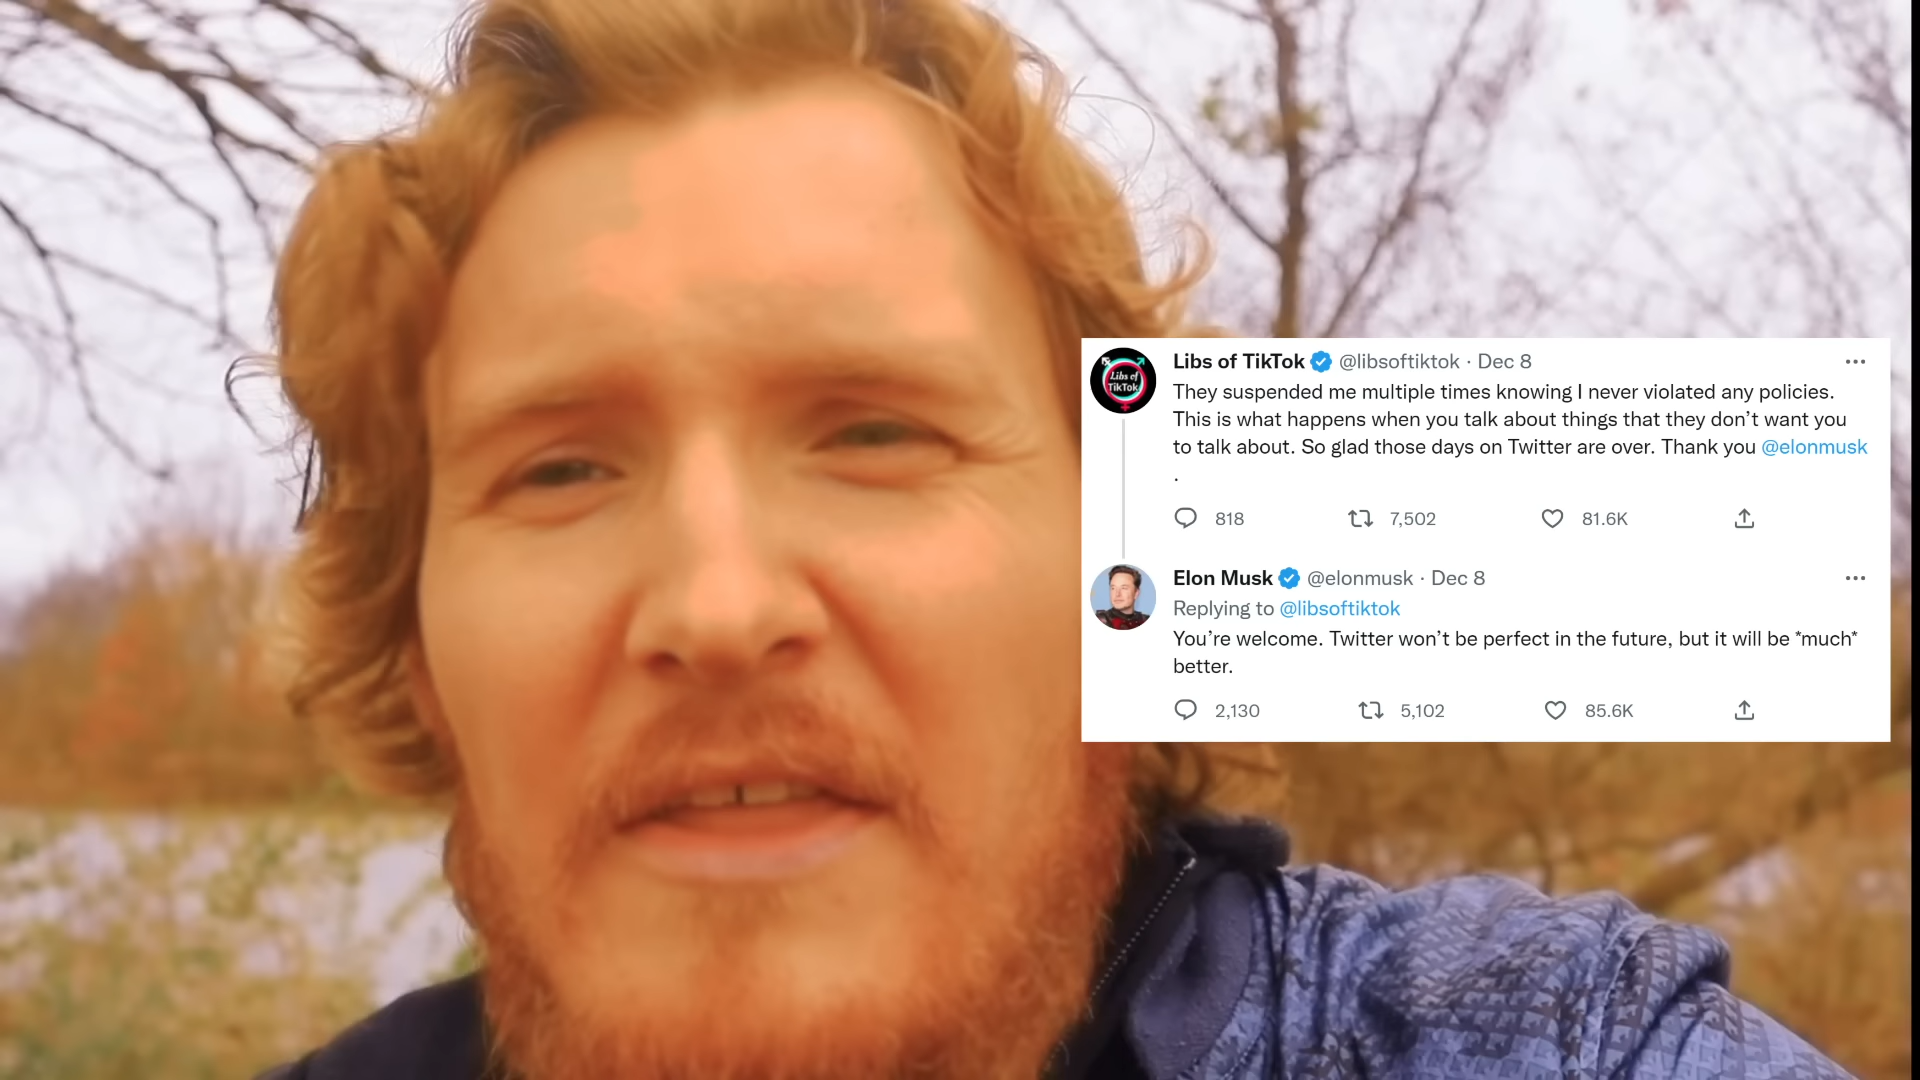 Libs of TikTok @libsoftiktok · Dec 8
Libs of
TikTok
They suspended me multiple times knowing I never violated any policies.
This is what happens when you talk about things that they don’t want you
to talk about. So glad those days on Twitter are over. Thank you @elonmusk
.
818 7,502 81.6K
Elon Musk @elonmusk · Dec 8
Replying to @libsoftiktok
You’re welcome. Twitter won’t be perfect in the future, but it will be *much*
better.
2,130 5,102 85.6K